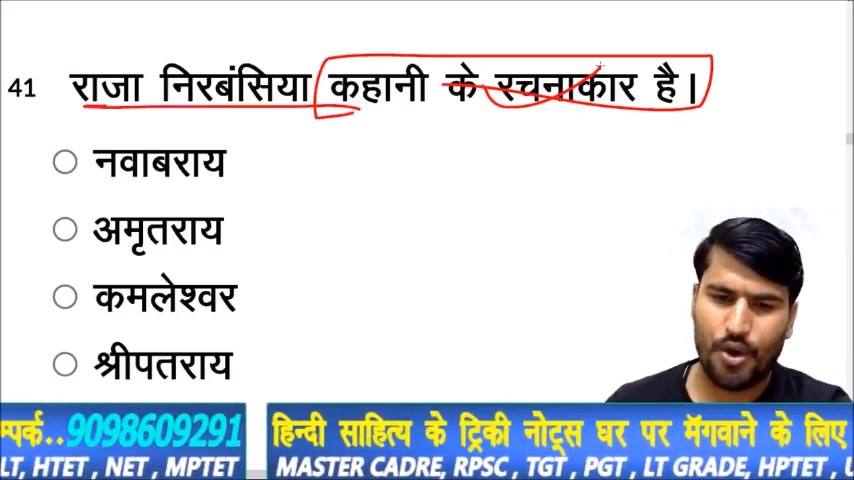 41 राजा निरबंसिया कहानी के रचनाकार है।
नवाबराय
अमृतराय
कमलेश्वर
श्रीपतराय
म्पर्क..9098609291
हिन्दी साहित्य के ट्रिकी नोट्स घर पर मॅगवाने के लिए
LT, HTET , NET , MPTET
MASTER CADRE, RPSC , TGT , PGT , LT GRADE, HPTET , U